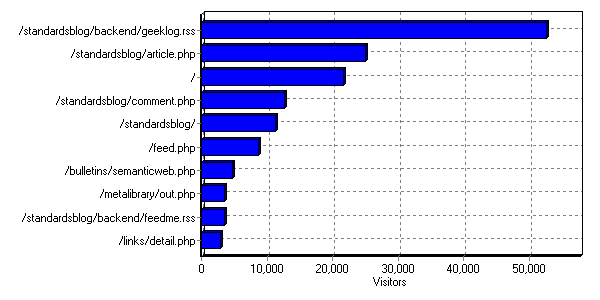 /standardsblog/backend/geeklog.rss
/standardsblog/article.php
/
/standardsblog/comment.php
/standardsblog/
/feed.php
/bulletins/semanticweb.php
/metalibrary/out.php
/standardsblog/backend/feedme.rss
/links/detail.php
0 10,000 20,000 30,000 40,000 50,000
Visitors